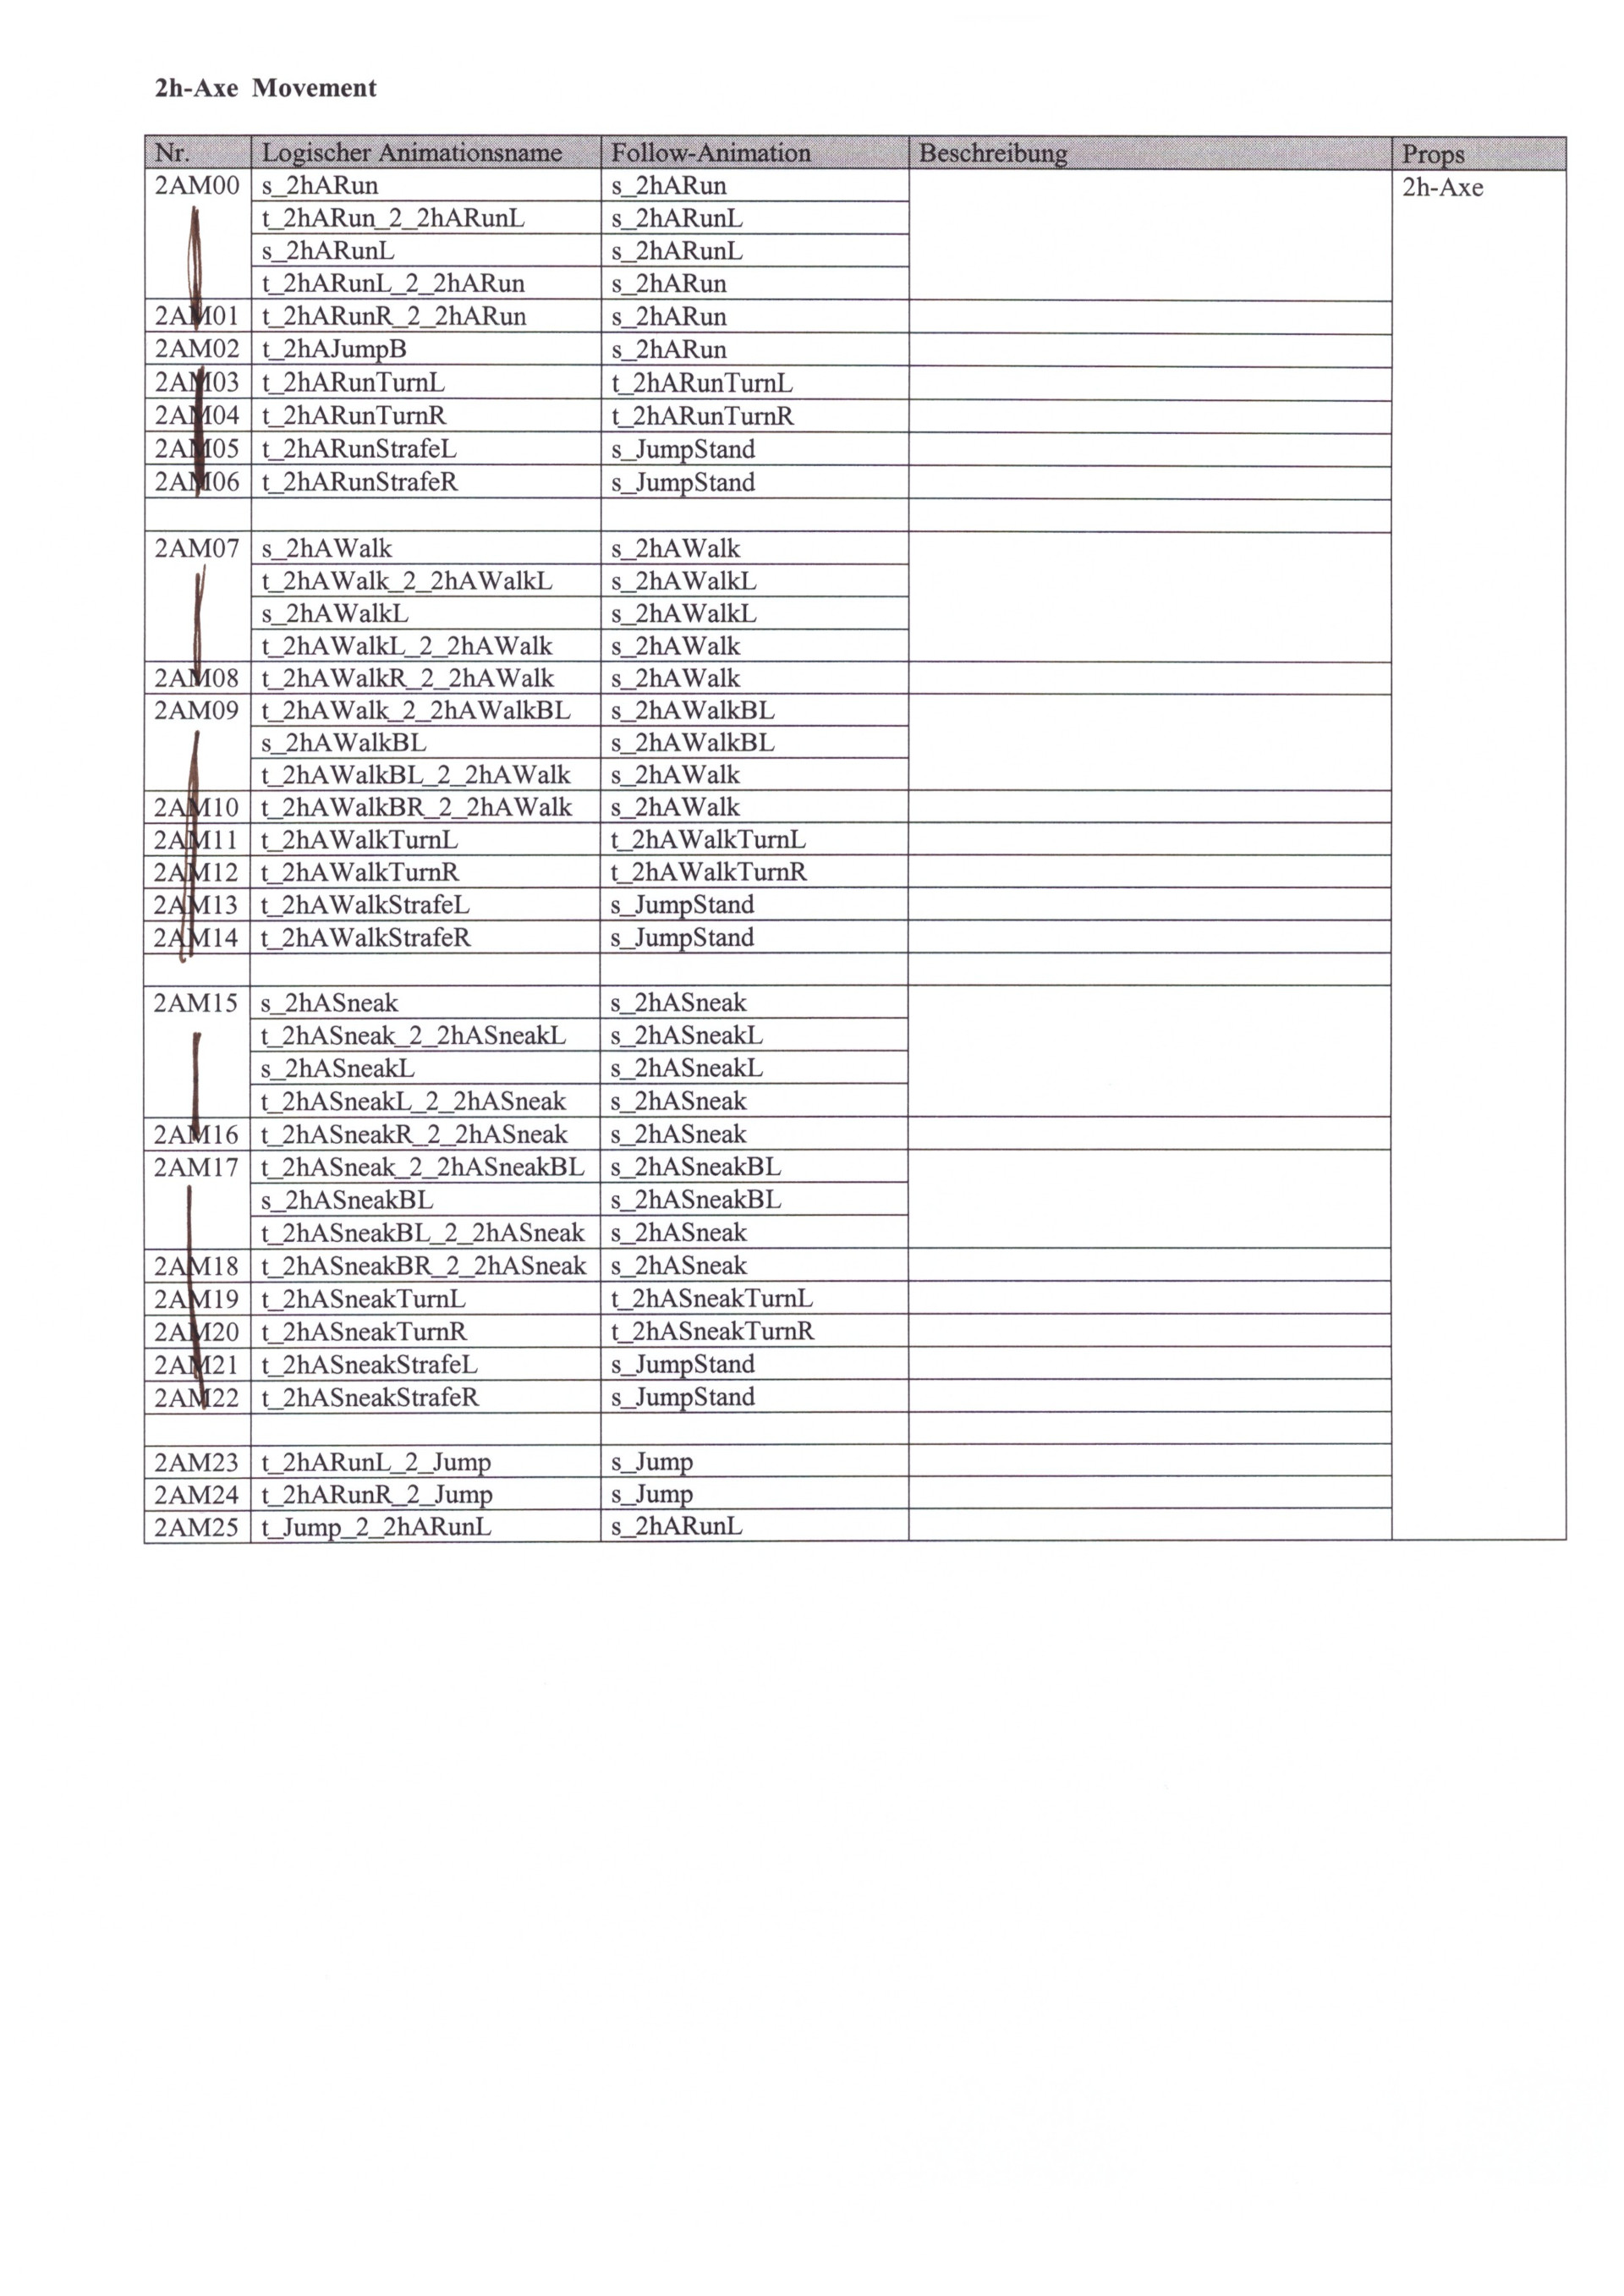 2h-Axe Movement
Nr. Logischer Animationsname Follow-Animation Beschreibung Props
2AM00 s_2hARun s_2hARun 2h-Axe
t_2hARun_2_2hARunL s_2hARunL
s_2hARunL s_2hARunL
t_2hARunL_2_2hARun s_2hARun
2AM01 t_2hARunR_2_2hARun s_2hARun
2AM02 t_2hAJumpB s_2hARun
2AM03 t_2hARunTurnL t_2hARunTurnL
2AM04 t_2hARunTurnR t_2hARunTurnR
2AM05 t_2hARunStrafeL s_JumpStand
2AM06 t_2hARunStrafeR s_JumpStand
2AM07 s_2hAWalk s_2hAWalk
t_2hAWalk_2_2hAWalkL s_2hAWalkL
s_2hAWalkL s_2hAWalkL
t_2hAWalkL_2_2hAWalk s_2hAWalk
2AM08 t_2hAWalkR_2_2hAWalk s_2hAWalk
2AM09 t_2hAWalk_2_2hAWalkBL s_2hAWalkBL
s_2hAWalkBL s_2hAWalkBL
t_2hAWalkBL_2_2hAWalk s_2hAWalk
2AM10 t_2hAWalkBR_2_2hAWalk s_2hAWalk
2AM11 t_2hAWalkTurnL t_2hAWalkTurnL
2AM12 t_2hAWalkTurnR t_2hAWalkTurnR
2AM13 t_2hAWalkStrafeL s_JumpStand
2AM14 t_2hAWalkStrafeR s_JumpStand
2AM15 s_2hASneak s_2hASneak
t_2hASneak_2_2hASneakL s_2hASneakL
s_2hASneakL s_2hASneakL
t_2hASneakL_2_2hASneak s_2hASneak
2AM16 t_2hASneakR_2_2hASneak s_2hASneak
2AM17 t_2hASneak_2_2hASneakBL s_2hASneakBL
s_2hASneakBL s_2hASneakBL
t_2hASneakBL_2_2hASneak s_2hASneak
2AM18 t_2hASneakBR_2_2hASneak s_2hASneak
2AM19 t_2hASneakTurnL t_2hASneakTurnL
2AM20 t_2hASneakTurnR t_2hASneakTurnR
2AM21 t_2hASneakStrafeL s_JumpStand
2AM22 t_2hASneakStrafeR s_JumpStand
2AM23 t_2hARunL_2_Jump s_Jump
2AM24 t_2hARunR_2_Jump s_Jump
2AM25 t_Jump_2_2hARunL s_2hARunL